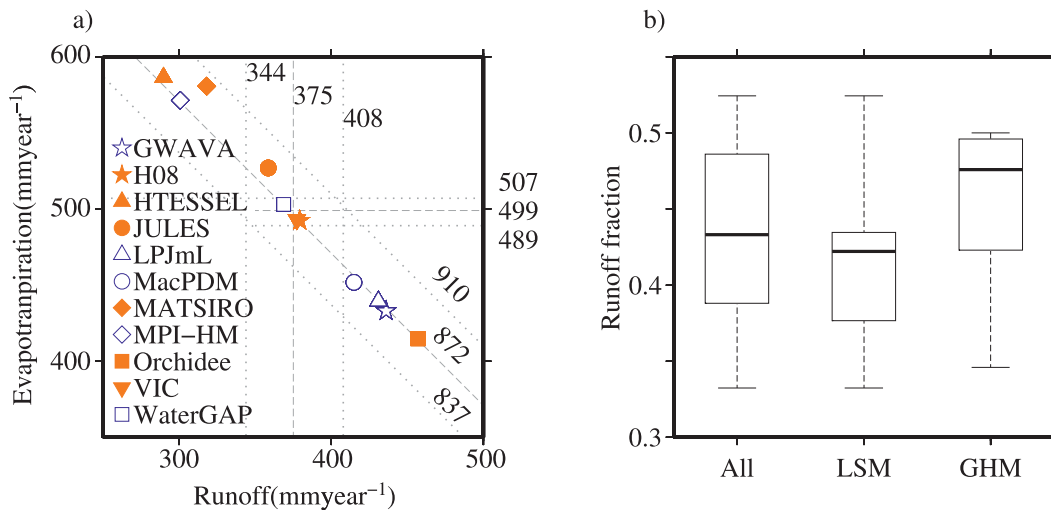 a)
600
500
400
300
400
500
Evapotranpiration(mmyear−1)
Runoff(mmyear−1)
344
375
408
507
499
489
910
872
837
GWAVA
H08
HTESSEL
JULES
LPJmL
MacPDM
MATSIRO
MPI−HM
Orchidee
VIC
WaterGAP
b)
0.5
0.4
0.3
Runoff fraction
All
LSM
GHM